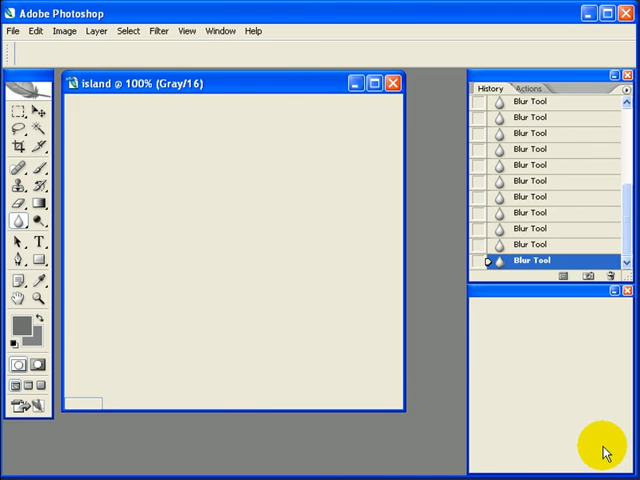 Adobe Photoshop
File Edit Image Layer Select Filter View Window Help
island @ 100% (Gray/16)
History Actions
Blur Tool
Blur Tool
Blur Tool
Blur Tool
Blur Tool
Blur Tool
Blur Tool
Blur Tool
Blur Tool
Blur Tool
Blur Tool
T